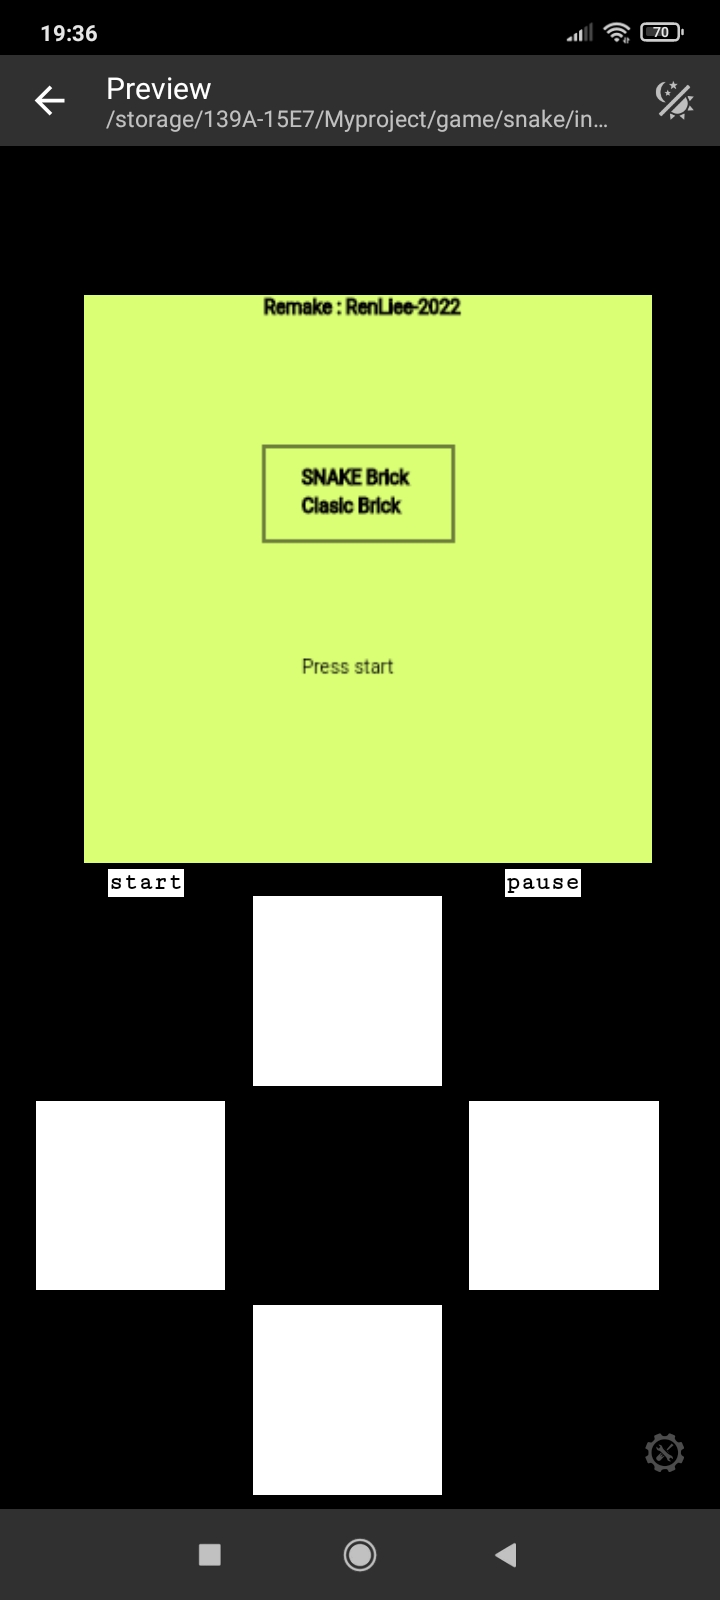 19:36
70
Preview
/storage/139A-15E7/Myproject/game/snake/in...
Remake : RenLiee-2022
SNAKE Brick
Clasic Brick
Press start
start
pause